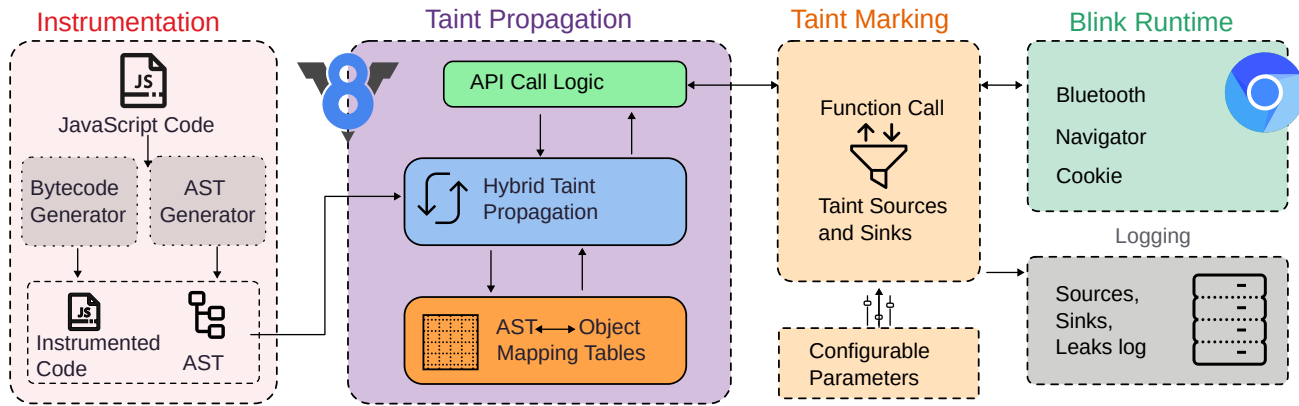 Instrumentation
JS
JavaScript Code
Bytecode
Generator
AST
Generator
JS
Instrumented
Code
AST
Taint Propagation
8
API Call Logic
Hybrid Taint
Propagation
AST Object
Mapping Tables
Taint Marking
Function Call
Taint Sources
and Sinks
Configurable
Parameters
Blink Runtime
Bluetooth
Navigator
Cookie
Logging
Sources,
Sinks,
Leaks log